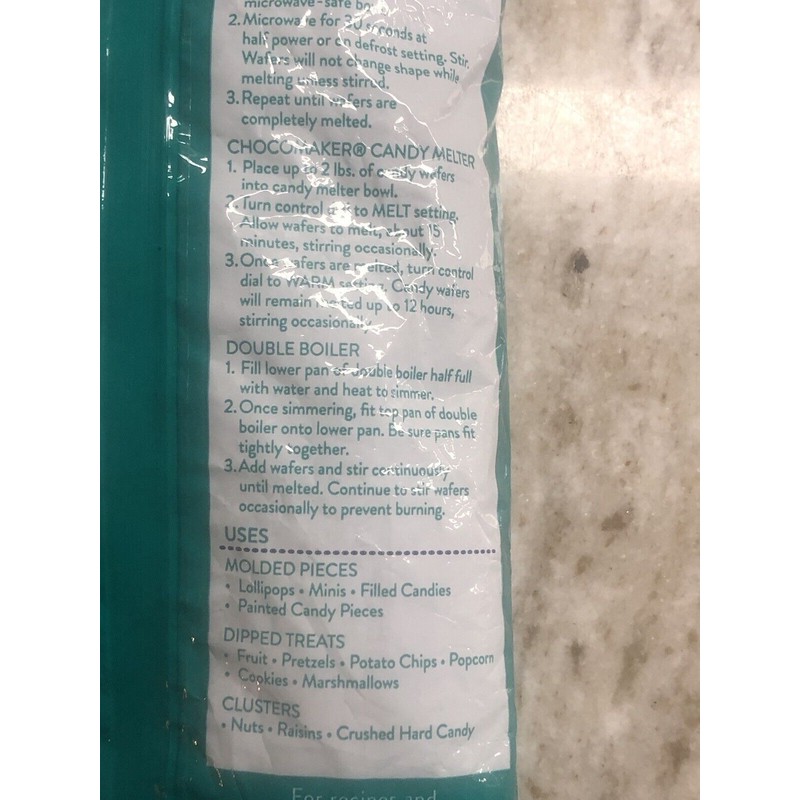 microwave-safe
2. Microwave for 30 seconds at
half power or on defrost setting. Stir.
Wafers will not change shape while
melting unless stirred.
3. Repeat until wafers are
completely melted.
CHOCOMAKER® CANDY MELTER
1. Place up to 2 lbs. of candy wafers
into candy melter bowl.
2. Turn control to MELT setting.
Allow wafers to melt, about 15
minutes, stirring occasionally.
3. Once wafers are melted, turn control
dial to WARM setting. Candy wafers
will remain melted up to 12 hours,
stirring occasionally.
DOUBLE BOILER
1. Fill lower pan of double boiler half full
with water and heat to simmer.
2. Once simmering, fit top pan of double
boiler onto lower pan. Be sure pans fit
tightly together.
3. Add wafers and stir continuously
until melted. Continue to stir wafers
occasionally to prevent burning.
USES
MOLDED PIECES
• Lollipops • Minis • Filled Candies
• Painted Candy Pieces
DIPPED TREATS
• Fruit • Pretzels • Potato Chips • Popcorn
• Cookies • Marshmallows
CLUSTERS
• Nuts • Raisins • Crushed Hard Candy
For recipes and